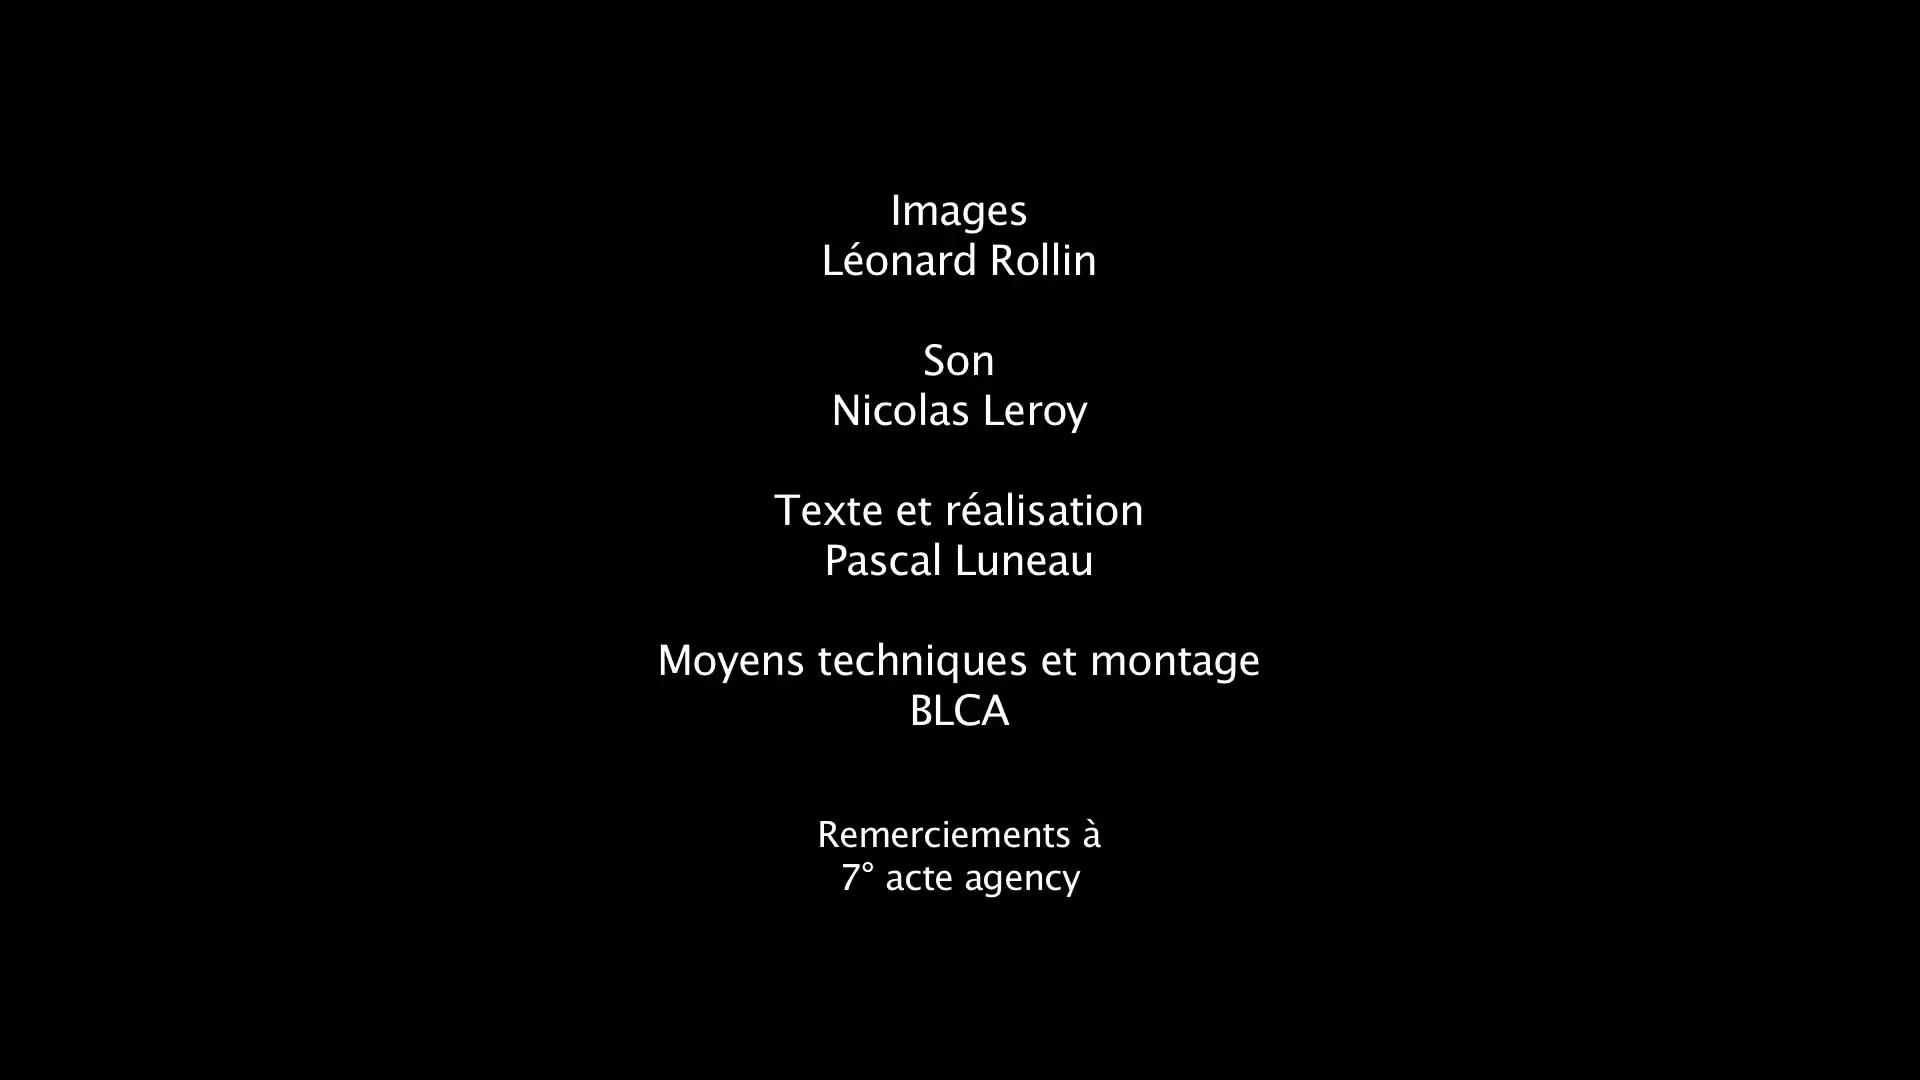 Images
Léonard Rollin
Son
Nicolas Leroy
Texte et réalisation
Pascal Luneau
Moyens techniques et montage
BLCA
Remerciements à
7° acte agency